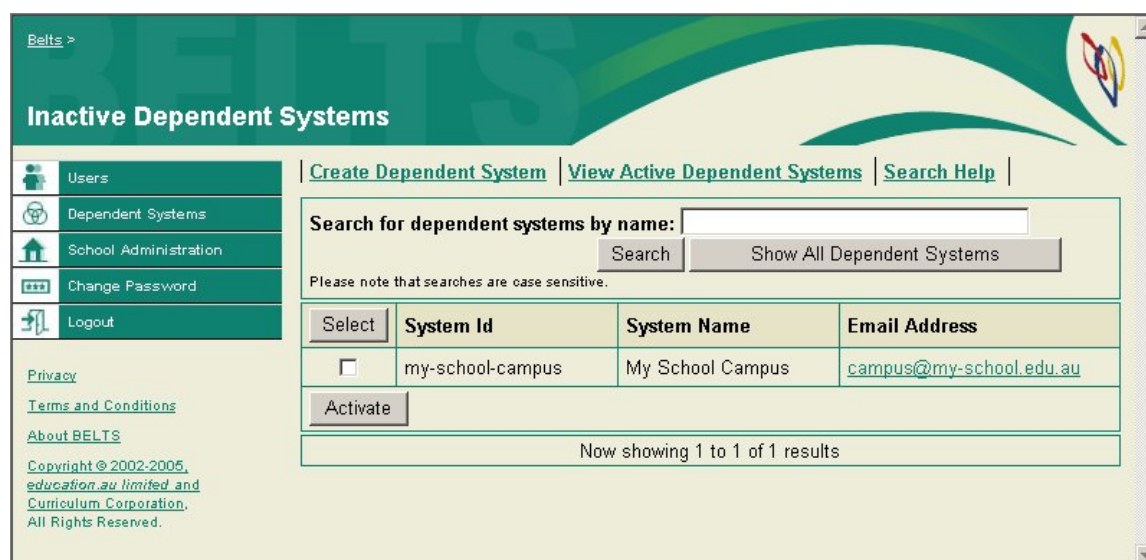 Belts >
BELTS
Inactive Dependent Systems
Users
Dependent Systems
School Administration
Change Password
Logout
Privacy
Terms and Conditions
About BELTS
Copyright © 2002-2005,
education.au limited and
Curriculum Corporation,
All Rights Reserved.
Create Dependent System | View Active Dependent Systems | Search Help |
Search for dependent systems by name:
Search Show All Dependent Systems
Please note that searches are case sensitive.
Select System Id System Name Email Address
my-school-campus My School Campus campus@my-school.edu.au
Activate
Now showing 1 to 1 of 1 results